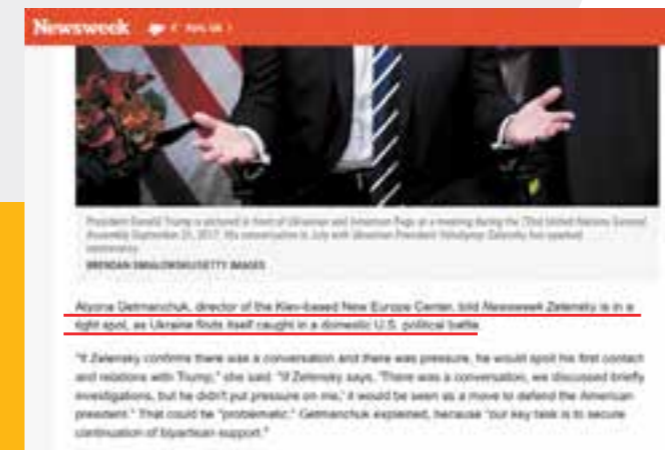 Newsweek
President Donald Trump is pictured in front of Ukrainian and American flags at a meeting during the 72nd United Nations General
Assembly September 21, 2017. His conversation in July with Ukrainian President Volodymyr Zelensky has sparked
controversy.
BRENDAN SMIALOWSKI/GETTY IMAGES
Alyona Getmanchuk, director of the Kiev-based New Europe Center, told Newsweek Zelensky is in a
tight spot, as Ukraine finds itself caught in a domestic U.S. political battle.
"If Zelensky confirms there was a conversation and there was pressure, he would spoil his first contact
and relations with Trump," she said. "If Zelensky says, 'There was a conversation, we discussed briefly
investigations, but he didn't put pressure on me,' it would be seen as a move to defend the American
president." That could be "problematic," Getmanchuk explained, because "our key task is to secure
continuation of bipartisan support."